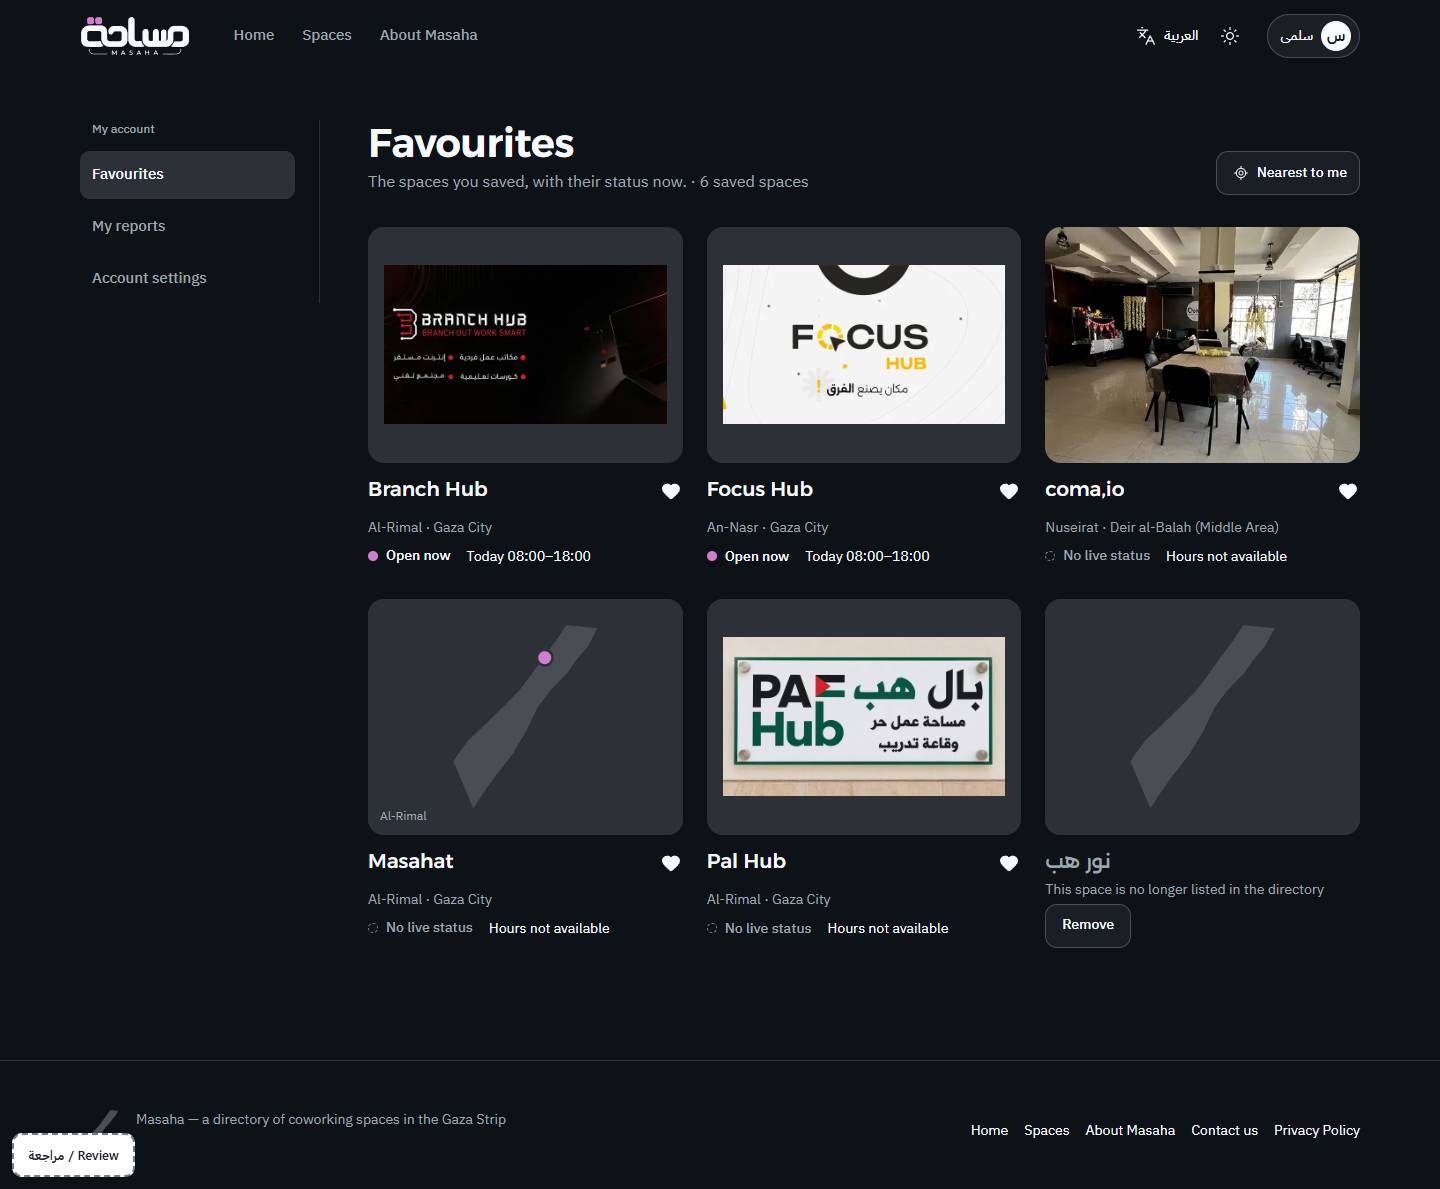 مساحة
MASAHA
Home
Spaces
About Masaha
العربية
سلمى
س
My account
Favourites
My reports
Account settings
Favourites
The spaces you saved, with their status now. · 6 saved spaces
Nearest to me
BRANCH HUB
BRANCH OUT WORK SMART
مكاتب عمل فردية
إنترنت مستقر
كورسات تعليمية
مجتمع تقني
FOCUS
HUB
مكان يصنع الفرق !
Branch Hub
Focus Hub
coma,io
Al-Rimal · Gaza City
An-Nasr · Gaza City
Nuseirat · Deir al-Balah (Middle Area)
Open now
Today 08:00–18:00
Open now
Today 08:00–18:00
No live status
Hours not available
Al-Rimal
PAL بال هب
Hub مساحة عمل حر
وقاعة تدريب
Masahat
Pal Hub
نور هب
Al-Rimal · Gaza City
Al-Rimal · Gaza City
This space is no longer listed in the directory
No live status
Hours not available
No live status
Hours not available
Remove
Masaha — a directory of coworking spaces in the Gaza Strip
Home
Spaces
About Masaha
Contact us
Privacy Policy
مراجعة / Review